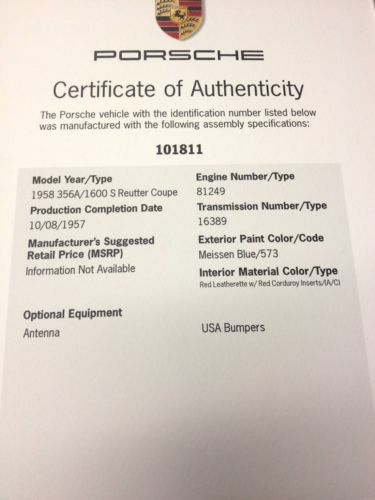 PORSCHE
Certificate of Authenticity
The Porsche vehicle with the identification number listed below
was manufactured with the following assembly specifications:
101811
Model Year/Type
1958 356A/1600 S Reutter Coupe
Production Completion Date
10/08/1957
Manufacturer's Suggested
Retail Price (MSRP)
Information Not Available
Engine Number/Type
81249
Transmission Number/Type
16389
Exterior Paint Color/Code
Meissen Blue/573
Interior Material Color/Type
Red Leatherette w/ Red Corduroy Inserts/(A/C)
Optional Equipment
Antenna
USA Bumpers